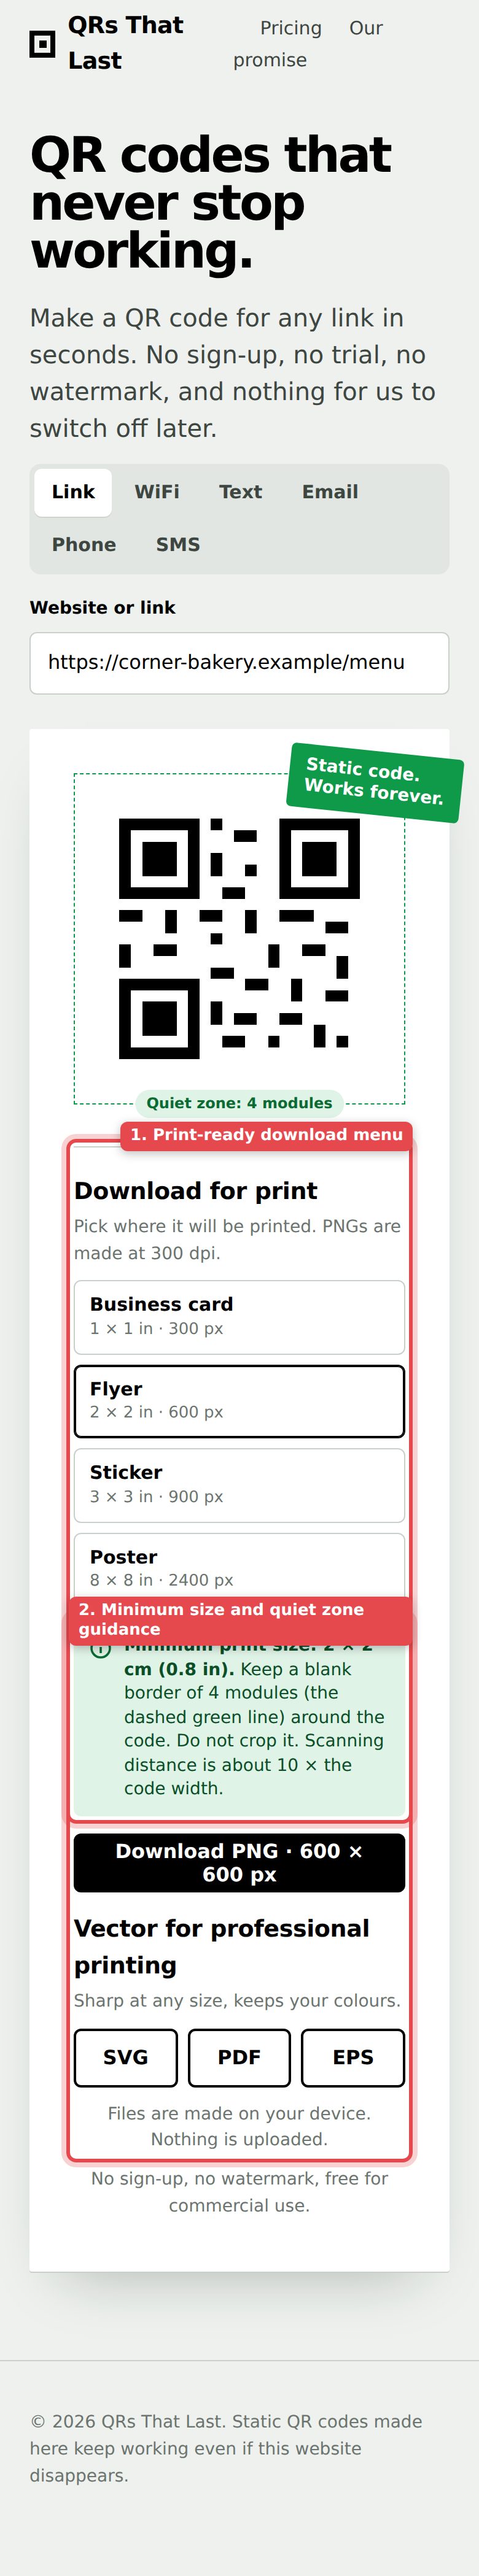 QRs That
Last
Pricing Our
promise
QR codes that
never stop
working.
Make a QR code for any link in
seconds. No sign-up, no trial, no
watermark, and nothing for us to
switch off later.
Link WiFi Text Email
Phone SMS
Website or link
https://corner-bakery.example/menu
Static code.
Works forever.
Quiet zone: 4 modules
1. Print-ready download menu
Download for print
Pick where it will be printed. PNGs are
made at 300 dpi.
Business card
1 × 1 in · 300 px
Flyer
2 × 2 in · 600 px
Sticker
3 × 3 in · 900 px
Poster
8 × 8 in · 2400 px
2. Minimum size and quiet zone
guidance
Minimum print size: 2 × 2
cm (0.8 in). Keep a blank
border of 4 modules (the
dashed green line) around the
code. Do not crop it. Scanning
distance is about 10 × the
code width.
Download PNG · 600 ×
600 px
Vector for professional
printing
Sharp at any size, keeps your colours.
SVG PDF EPS
Files are made on your device.
Nothing is uploaded.
No sign-up, no watermark, free for
commercial use.
© 2026 QRs That Last. Static QR codes made
here keep working even if this website
disappears.